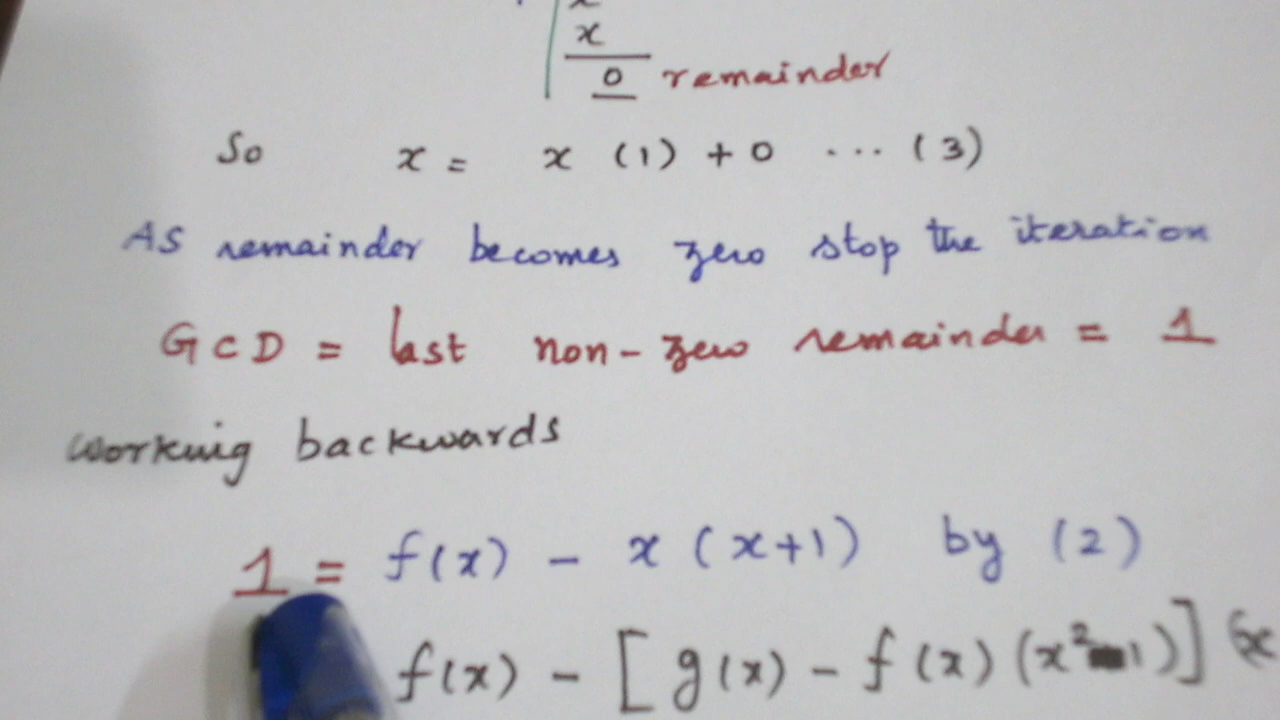 x
0 remainder
So x = x (1) + 0 ... (3)
As remainder becomes zero stop the iteration
GCD = last non-zero remainder = 1
working backwards
1 = f(x) - x (x+1) by (2)
f(x) - [g(x) - f(x) (x² 1)] (x